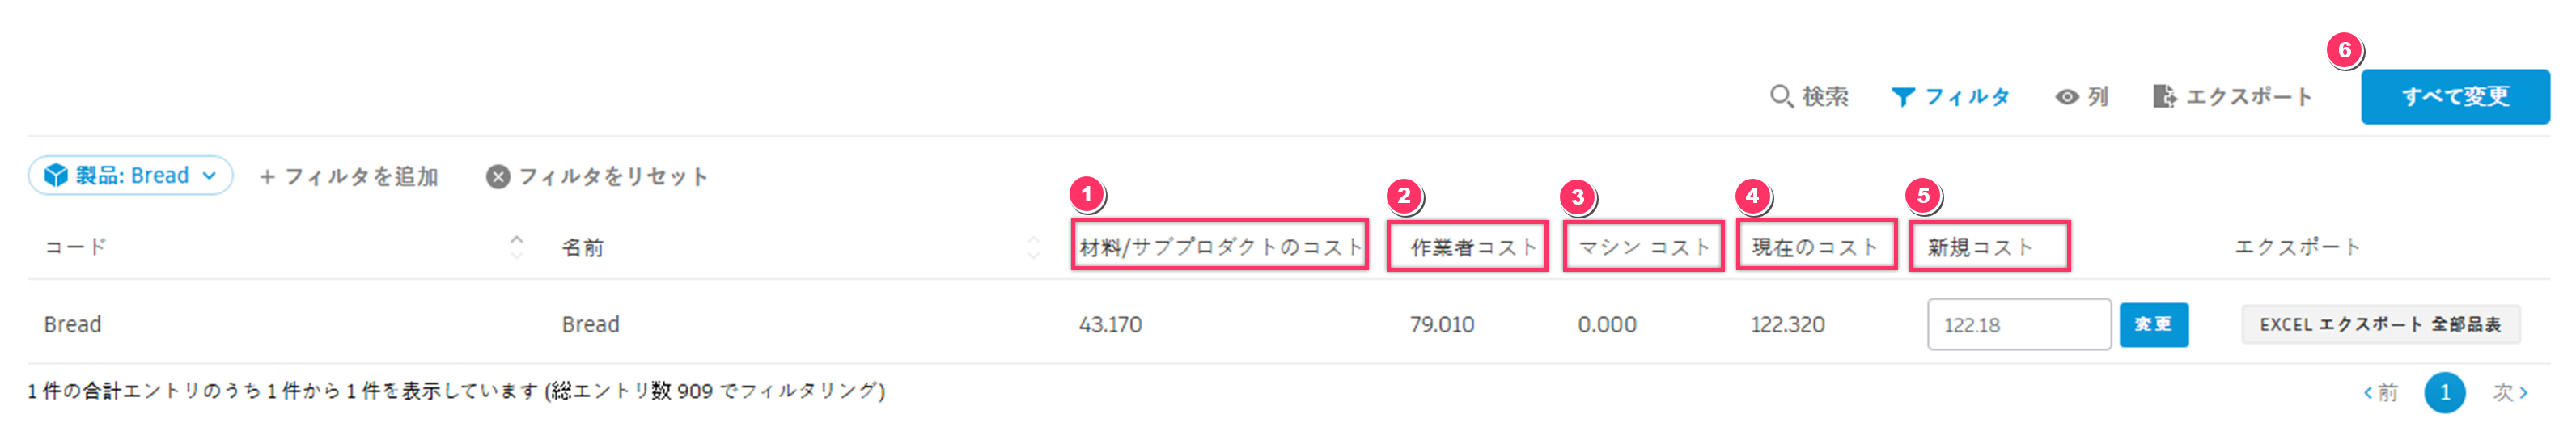 6
検索 フィルタ 列 エクスポート すべて変更
製品: Bread + フィルタを追加 フィルタをリセット
1 2 3 4 5
コード 名前 材料/サブプロダクトのコスト 作業者コスト マシン コスト 現在のコスト 新規コスト エクスポート
Bread Bread 43.170 79.010 0.000 122.320 122.18 変更 EXCEL エクスポート 全部品表
1 件の合計エントリのうち 1 件から 1 件を表示しています (総エントリ数 909 でフィルタリング) 前 1 次